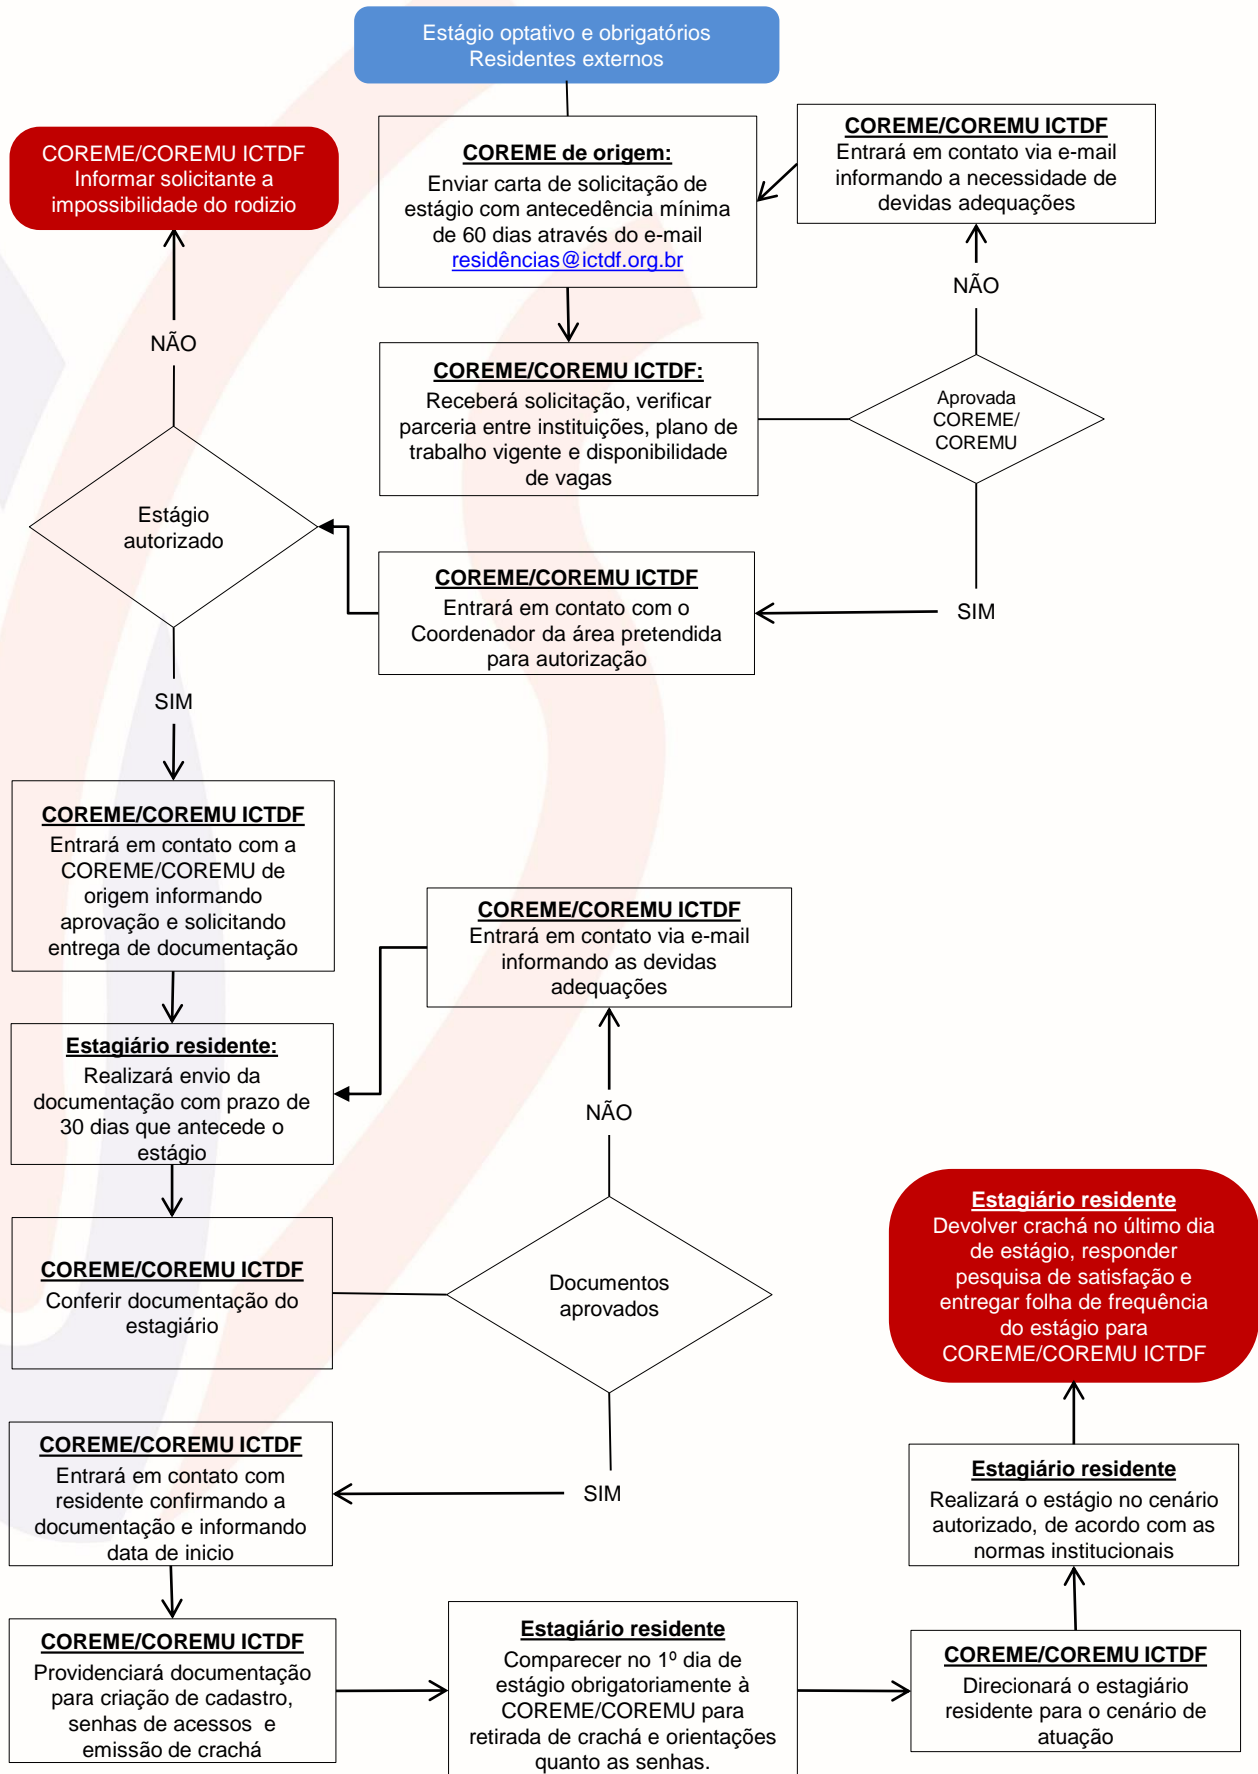 Estágio optativo e obrigatórios
Residentes externos
COREME/COREMU ICTDF
Informar solicitante a
impossibilidade do rodizio
COREME de origem:
Enviar carta de solicitação de
estágio com antecedência mínima
de 60 dias através do e-mail
residências@ictdf.org.br
COREME/COREMU ICTDF
Entrará em contato via e-mail
informando a necessidade de
devidas adequações
NÃO
NÃO
COREME/COREMU ICTDF:
Receberá solicitação, verificar
parceria entre instituições, plano de
trabalho vigente e disponibilidade
de vagas
Aprovada
COREME/
COREMU
Estágio
autorizado
COREME/COREMU ICTDF
Entrará em contato com o
Coordenador da área pretendida
para autorização
SIM
SIM
COREME/COREMU ICTDF
Entrará em contato com a
COREME/COREMU de
origem informando
aprovação e solicitando
entrega de documentação
COREME/COREMU ICTDF
Entrará em contato via e-mail
informando as devidas
adequações
Estagiário residente:
Realizará envio da
documentação com prazo de
30 dias que antecede o
estágio
NÃO
COREME/COREMU ICTDF
Conferir documentação do
estagiário
Documentos
aprovados
Estagiário residente
Devolver crachá no último dia
de estágio, responder
pesquisa de satisfação e
entregar folha de frequência
do estágio para
COREME/COREMU ICTDF
COREME/COREMU ICTDF
Entrará em contato com
residente confirmando a
documentação e informando
data de inicio
SIM
Estagiário residente
Realizará o estágio no cenário
autorizado, de acordo com as
normas institucionais
COREME/COREMU ICTDF
Providenciará documentação
para criação de cadastro,
senhas de acessos e
emissão de crachá
Estagiário residente
Comparecer no 1º dia de
estágio obrigatoriamente à
COREME/COREMU para
retirada de crachá e orientações
quanto as senhas.
COREME/COREMU ICTDF
Direcionará o estagiário
residente para o cenário de
atuação